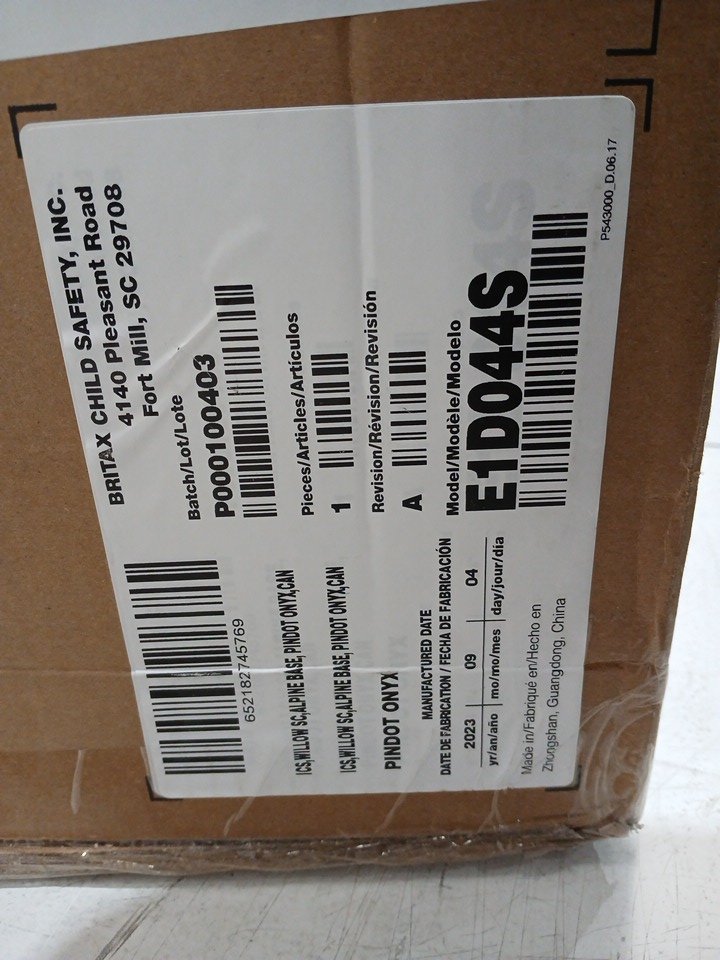 BRITAX CHILD SAFETY, INC.
4140 Pleasant Road
Fort Mill, SC 29708
652182745769
Batch/Lot/Lote
P000100403
ICS,WILLOW SC,ALPINE BASE, PINDOT ONYX,CAN
Pieces/Articles/Artículos
1
ICS,WILLOW SC,ALPINE BASE, PINDOT ONYX,CAN
PINDOT ONYX
Revision/Révision/Revisión
A
MANUFACTURED DATE
DATE DE FABRICATION / FECHA DE FABRICACIÓN
2023 09 04
yr/an/año mo/mo/mes day/jour/día
Model/Modèle/Modelo
E1D044S
Made in/Fabriqué en/Hecho en
Zhongshan, Guangdong, China
P543000_D.06.17